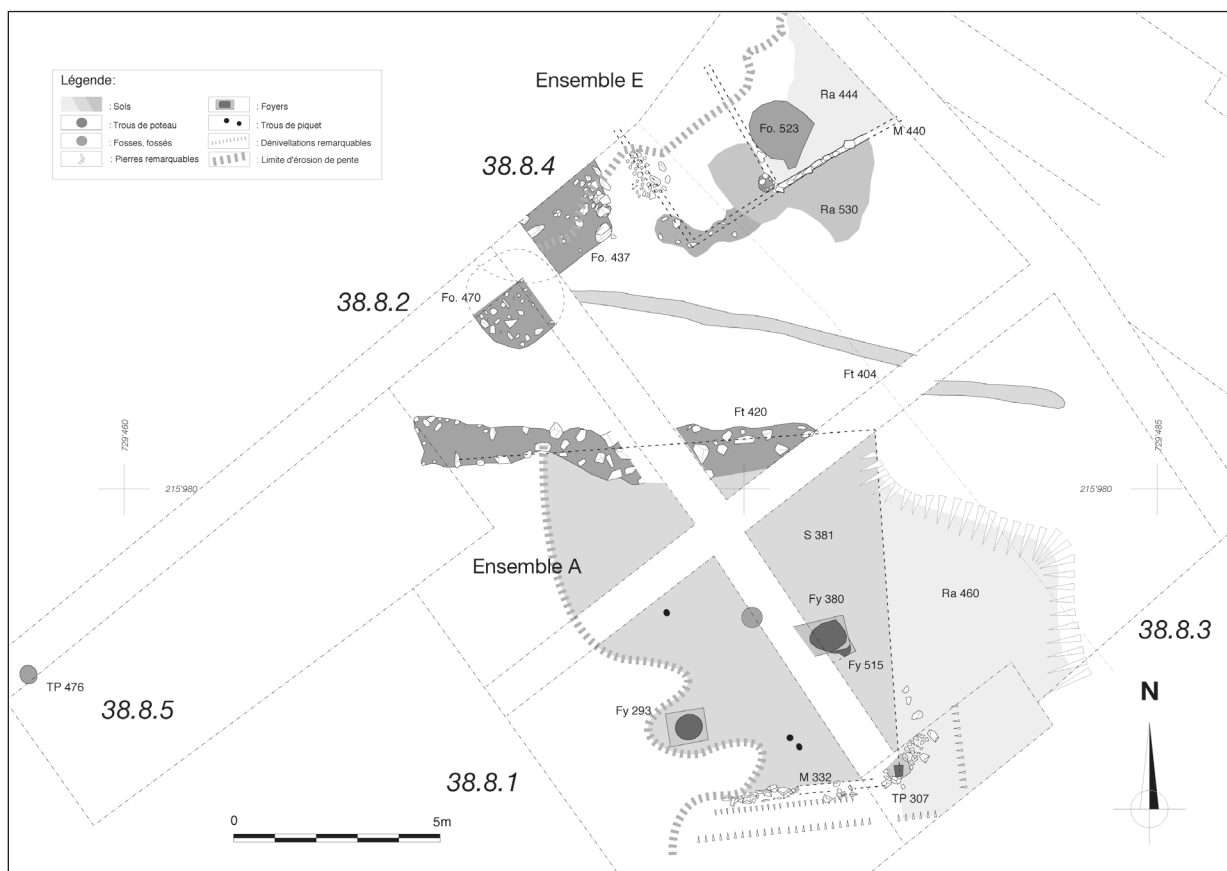 Ensemble E
Légende:
: Sols
: Foyers
: Trous de poteau
: Trous de piquet
: Fosses, fossés
: Dénivellations remarquables
: Pierres remarquables
: Limite d'érosion de pente
Ra 444
Fo. 523
M 440
38.8.4
Ra 530
Fo. 437
38.8.2
Fo. 470
Ft 404
Ft 420
729'460
729'485
215'980
215'980
S 381
Ensemble A
Ra 460
Fy 380
38.8.3
Fy 515
TP 476
38.8.5
N
Fy 293
38.8.1
M 332
TP 307
0
5m